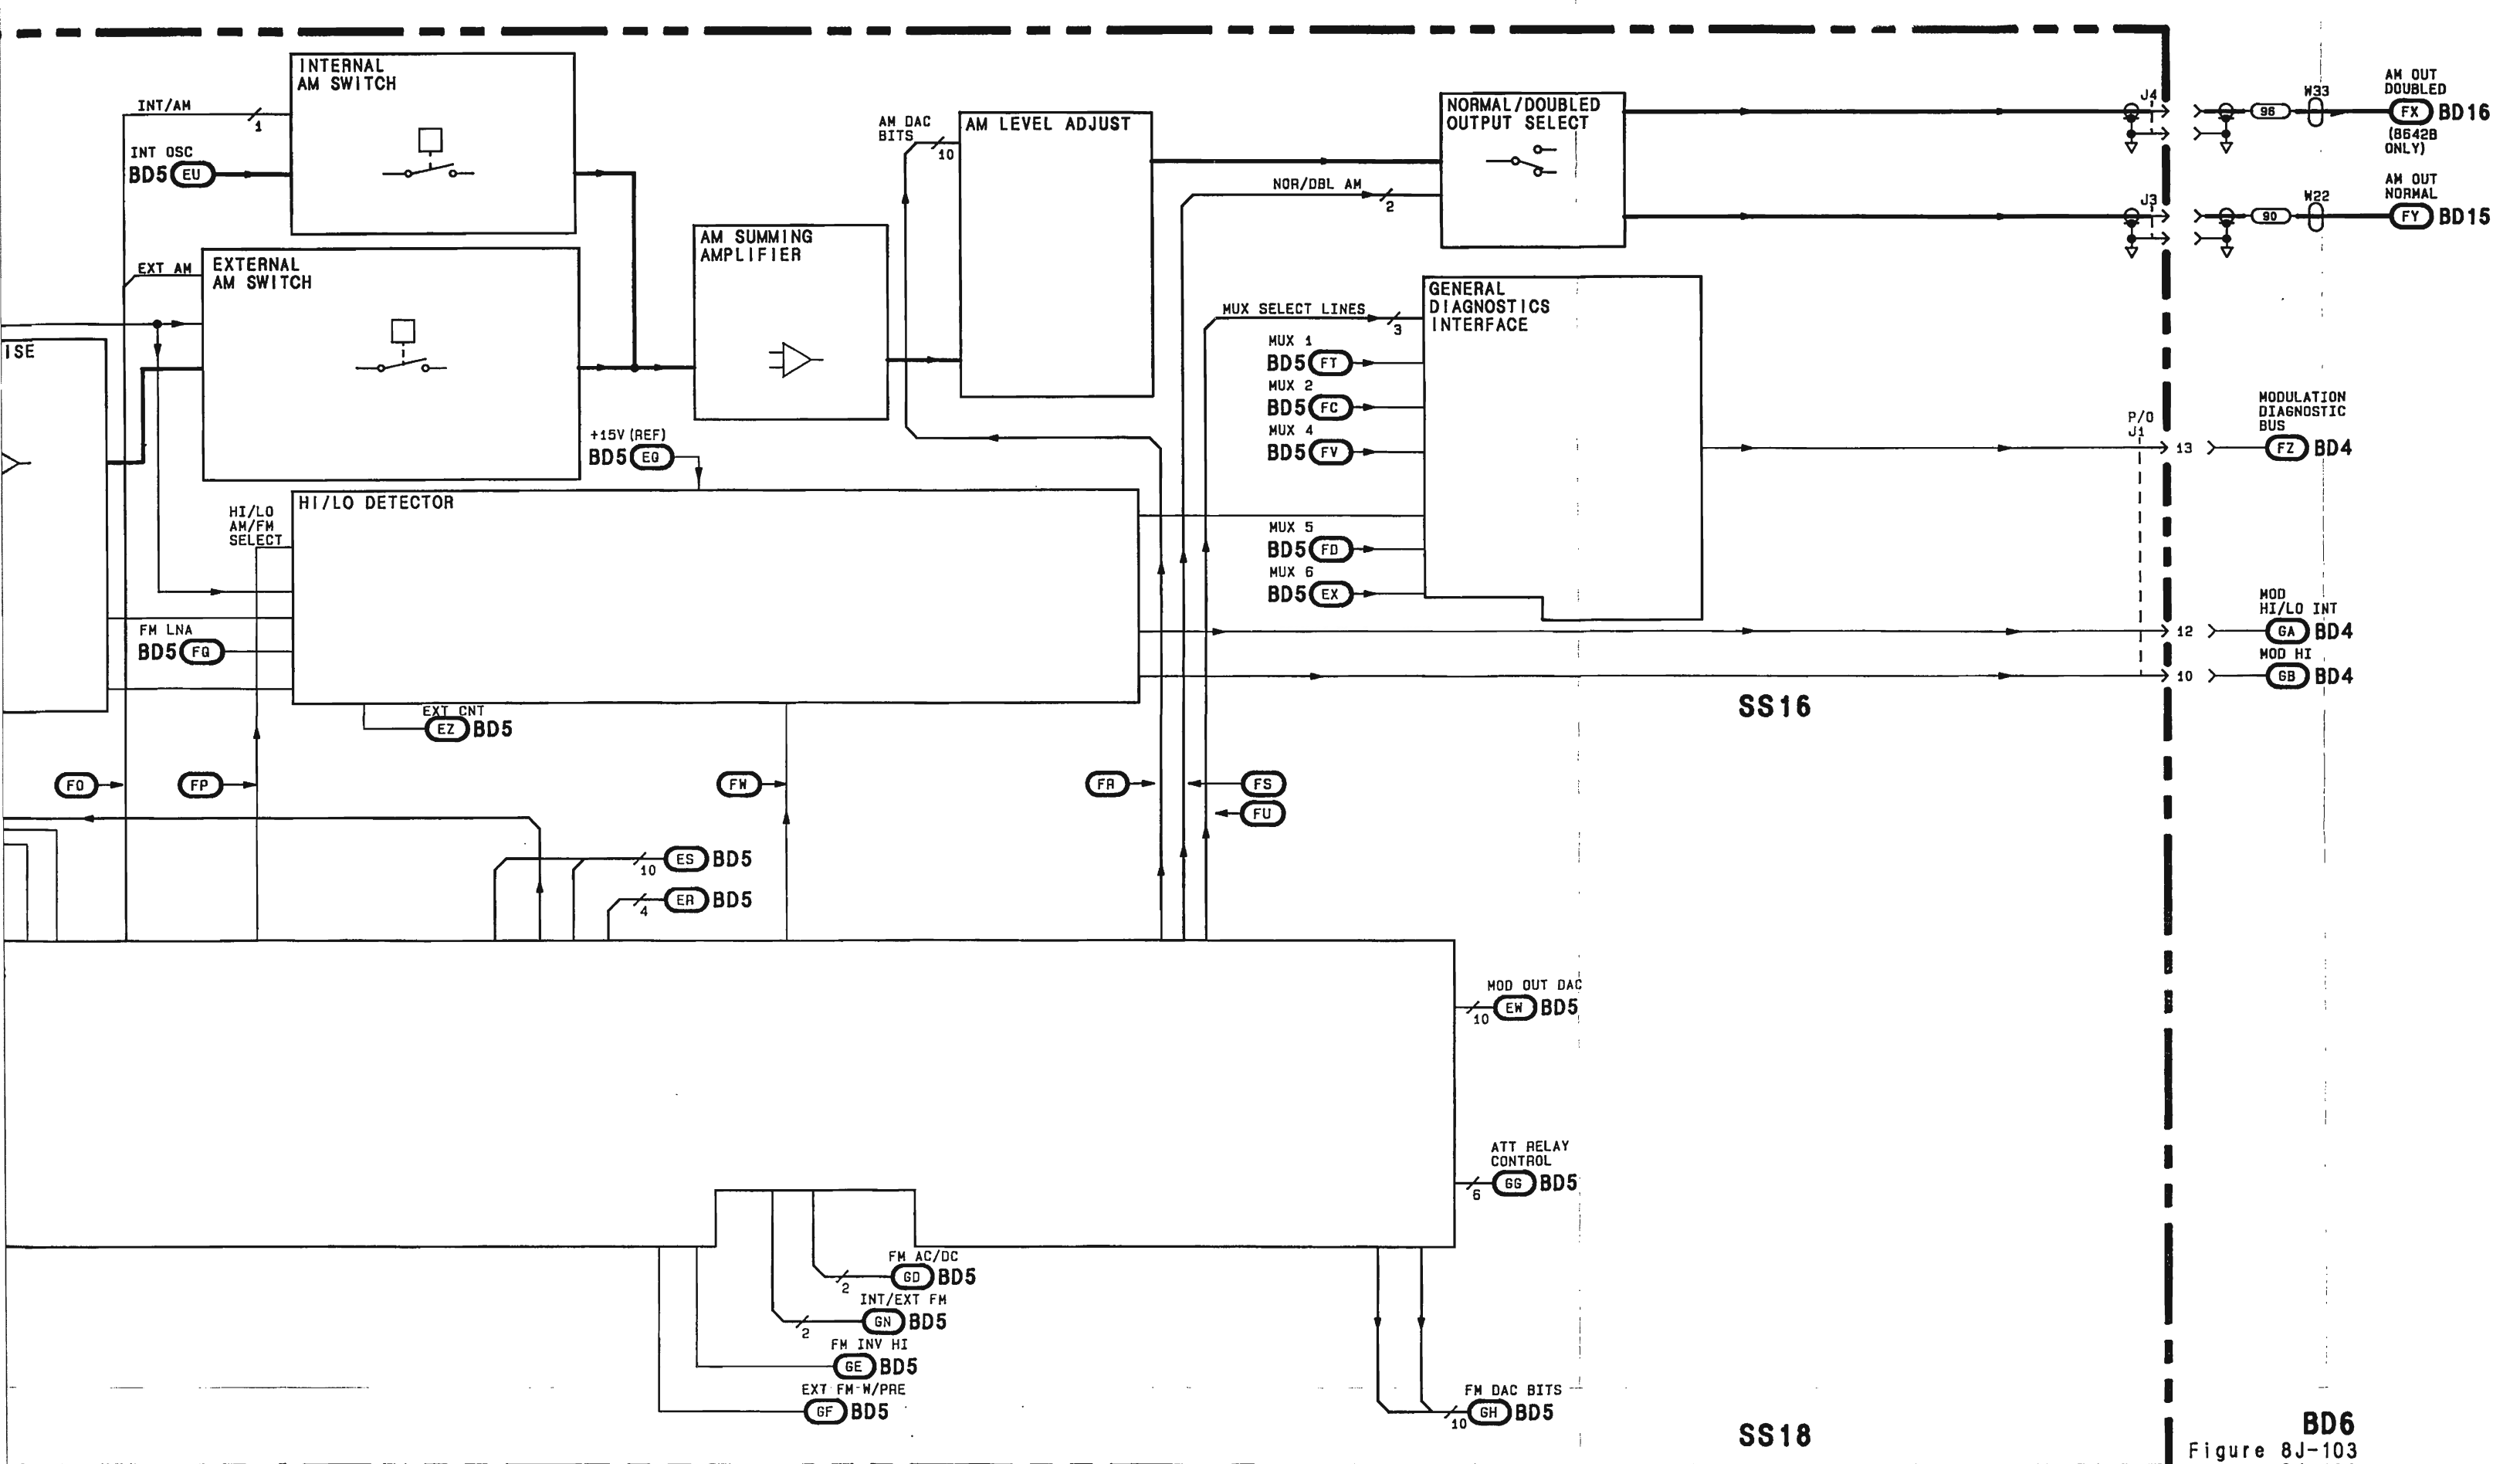 INTERNAL
AM SWITCH
INT/AM
1
INT OSC
BD5 EU
EXT AM
EXTERNAL
AM SWITCH
ISE
AM SUMMING
AMPLIFIER
AM DAC
BITS
10
AM LEVEL ADJUST
NOR/DBL AM
2
NORMAL/DOUBLED
OUTPUT SELECT
J4
96
W33
AM OUT
DOUBLED
FX BD16
(8642B
ONLY)
J3
90
W22
AM OUT
NORMAL
FY BD15
MUX SELECT LINES
3
GENERAL
DIAGNOSTICS
INTERFACE
MUX 1
BD5 FT
MUX 2
BD5 FC
MUX 4
BD5 FV
MUX 5
BD5 FD
MUX 6
BD5 EX
P/O
J1
13
MODULATION
DIAGNOSTIC
BUS
FZ BD4
12
MOD
HI/LO INT
GA BD4
10
MOD HI
GB BD4
+15V (REF)
BD5 EQ
HI/LO DETECTOR
HI/LO
AM/FM
SELECT
FM LNA
BD5 FQ
EXT CNT
EZ BD5
SS16
FO
FP
FW
FR
FS
FU
10
ES BD5
4
ER BD5
MOD OUT DAC
10
EW BD5
ATT RELAY
CONTROL
6
GG BD5
FM AC/DC
2
GD BD5
INT/EXT FM
2
GN BD5
FM INV HI
GE BD5
EXT FM-W/PRE
GF BD5
FM DAC BITS
10
GH BD5
SS18
BD6
Figure 8J-103